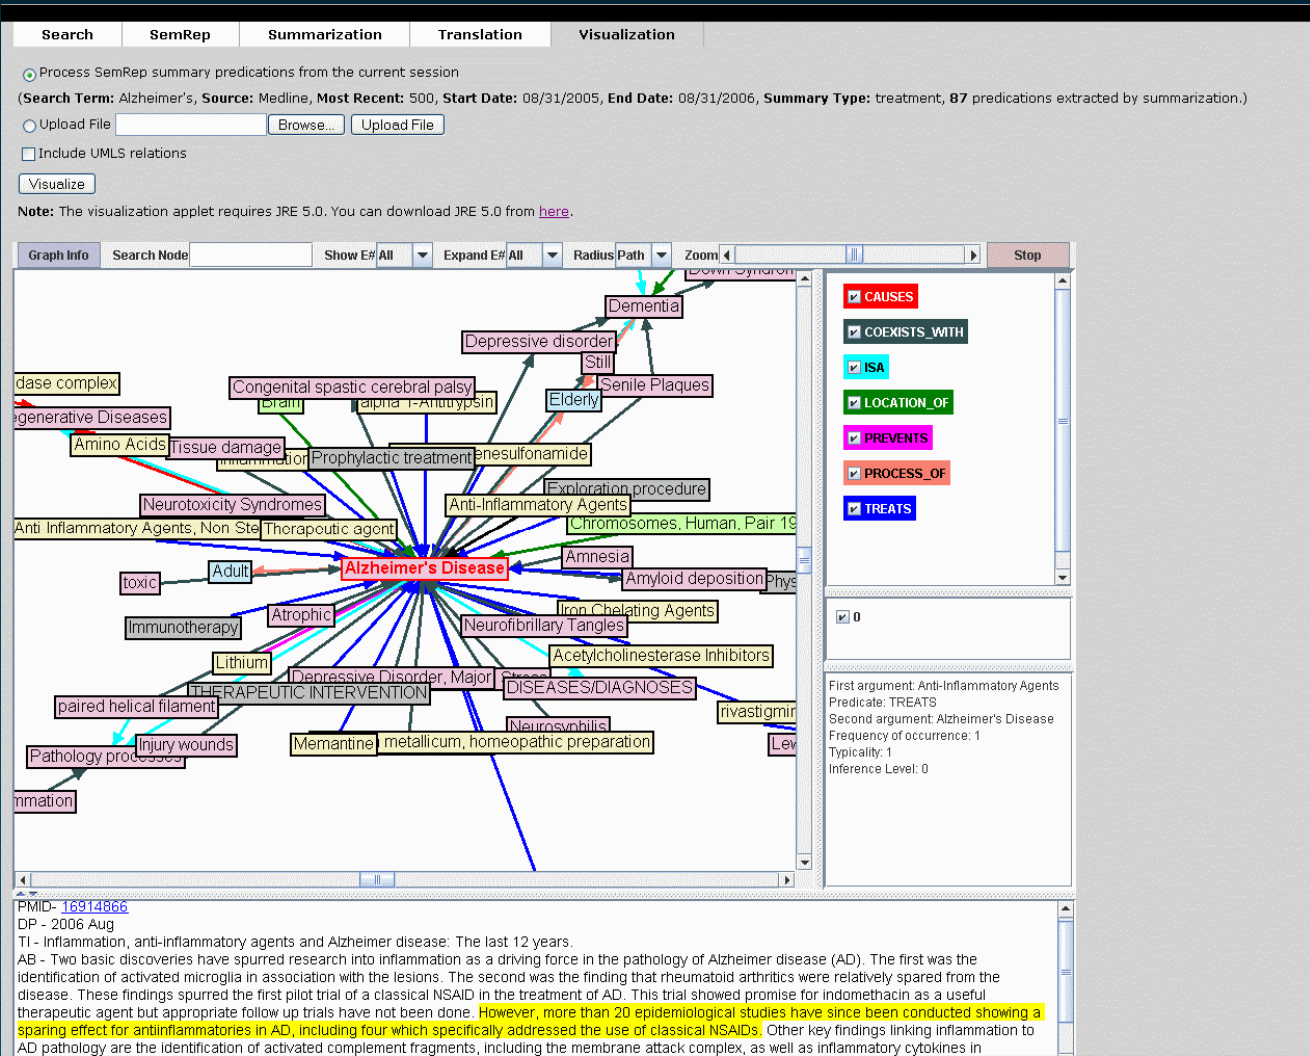 Search SemRep Summarization Translation Visualization
Process SemRep summary predications from the current session
(Search Term: Alzheimer's, Source: Medline, Most Recent: 500, Start Date: 08/31/2005, End Date: 08/31/2006, Summary Type: treatment, 87 predications extracted by summarization.)
Upload File Browse... Upload File
Include UMLS relations
Visualize
Note: The visualization applet requires JRE 5.0. You can download JRE 5.0 from here.
Graph Info Search Node Show E# All Expand E# All Radius Path Zoom Stop
Down Syndrom
Dementia
Depressive disorder
Still
dase complex
Congenital spastic cerebral palsy
Senile Plaques
Brain
alpha 1-Antitrypsin
Elderly
egenerative Diseases
Amino Acids
Tissue damage
Inflammation
Prophylactic treatment
enesulfonamide
Exploration procedure
Neurotoxicity Syndromes
Anti-Inflammatory Agents
Anti Inflammatory Agents, Non Ste
Therapeutic agent
Chromosomes, Human, Pair 19
Amnesia
Alzheimer's Disease
Adult
toxic
Amyloid deposition
Phys
Iron Chelating Agents
Atrophic
Immunotherapy
Neurofibrillary Tangles
Lithium
Acetylcholinesterase Inhibitors
Depressive Disorder, Major
DISEASES/DIAGNOSES
THERAPEUTIC INTERVENTION
paired helical filament
rivastigmin
Neurosyphilis
Injury wounds
Memantine
metallicum, homeopathic preparation
Lew
Pathology processes
mmation
CAUSES
COEXISTS_WITH
ISA
LOCATION_OF
PREVENTS
PROCESS_OF
TREATS
0
First argument: Anti-Inflammatory Agents
Predicate: TREATS
Second argument: Alzheimer's Disease
Frequency of occurrence: 1
Typicality: 1
Inference Level: 0
PMID- 16914866
DP - 2006 Aug
TI - Inflammation, anti-inflammatory agents and Alzheimer disease: The last 12 years.
AB - Two basic discoveries have spurred research into inflammation as a driving force in the pathology of Alzheimer disease (AD). The first was the
identification of activated microglia in association with the lesions. The second was the finding that rheumatoid arthritics were relatively spared from the
disease. These findings spurred the first pilot trial of a classical NSAID in the treatment of AD. This trial showed promise for indomethacin as a useful
therapeutic agent but appropriate follow up trials have not been done. However, more than 20 epidemiological studies have since been conducted showing a
sparing effect for antiinflammatories in AD, including four which specifically addressed the use of classical NSAIDs. Other key findings linking inflammation to
AD pathology are the identification of activated complement fragments, including the membrane attack complex, as well as inflammatory cytokines in